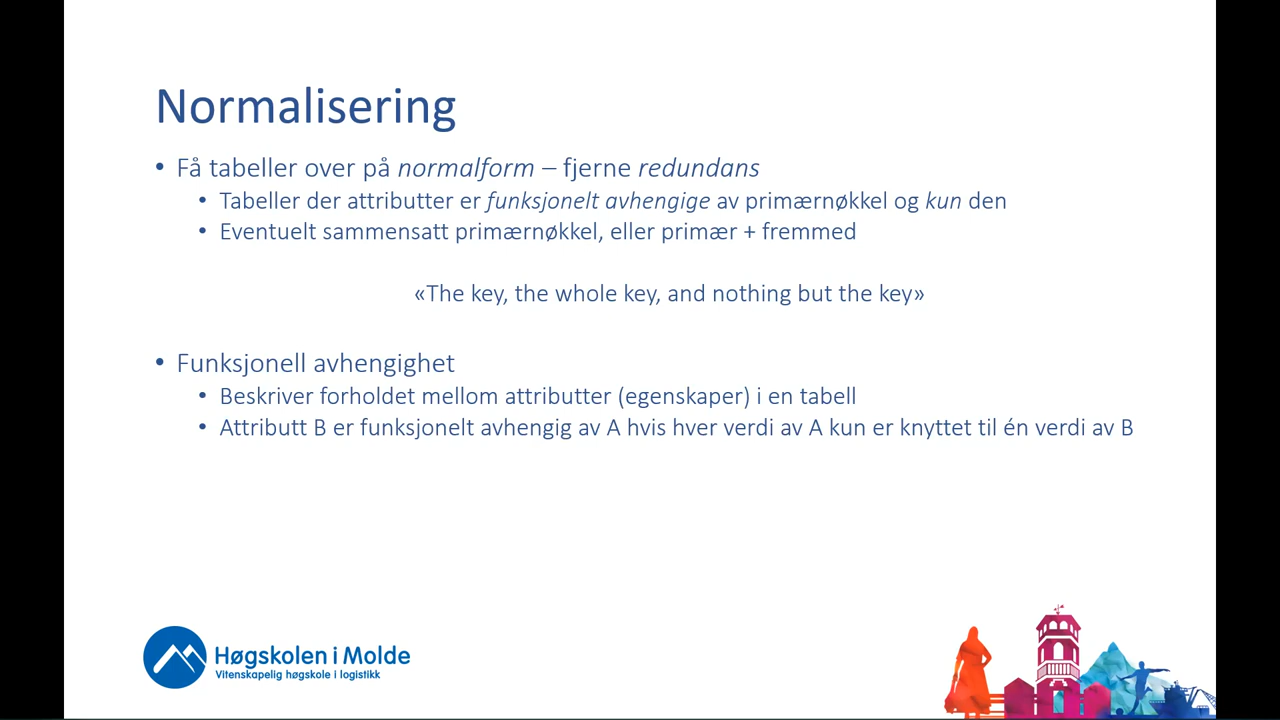 Normalisering
• Få tabeller over på normalform – fjerne redundans
• Tabeller der attributter er funksjonelt avhengige av primærnøkkel og kun den
• Eventuelt sammensatt primærnøkkel, eller primær + fremmed
«The key, the whole key, and nothing but the key»
• Funksjonell avhengighet
• Beskriver forholdet mellom attributter (egenskaper) i en tabell
• Attributt B er funksjonelt avhengig av A hvis hver verdi av A kun er knyttet til én verdi av B
Høgskolen i Molde
Vitenskapelig høgskole i logistikk